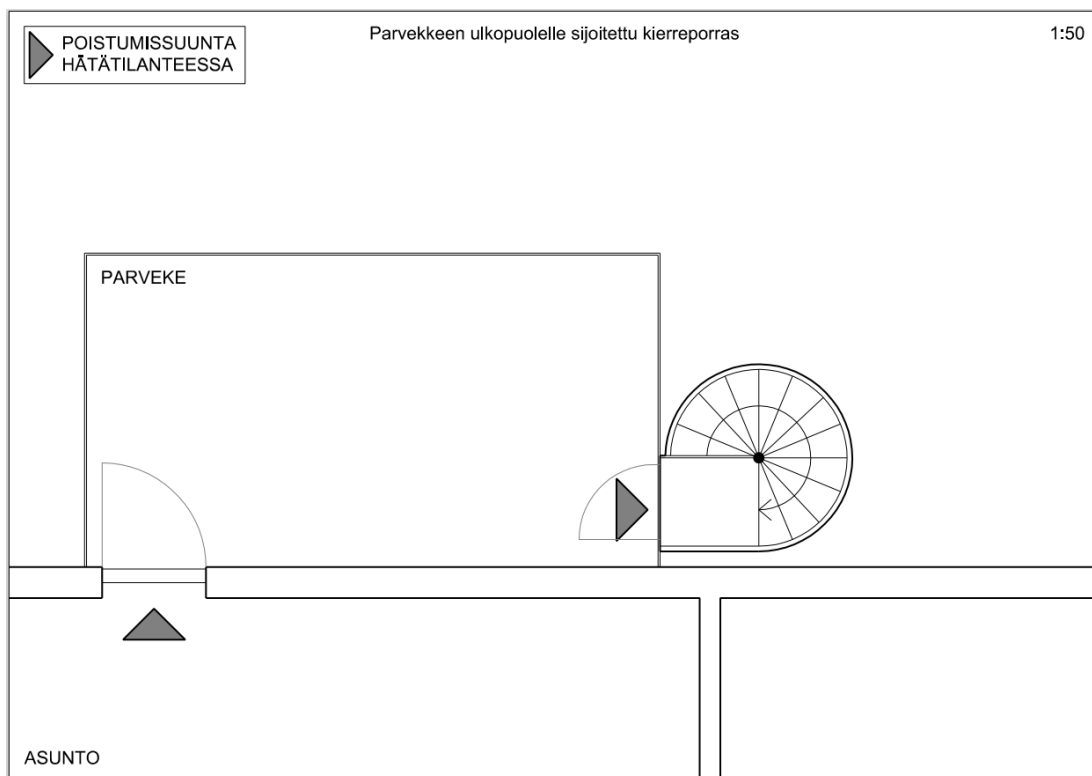 POISTUMISSUUNTA
HÄTÄTILANTEESSA
Parvekkeen ulkopuolelle sijoitettu kierreporras
1:50
PARVEKE
ASUNTO